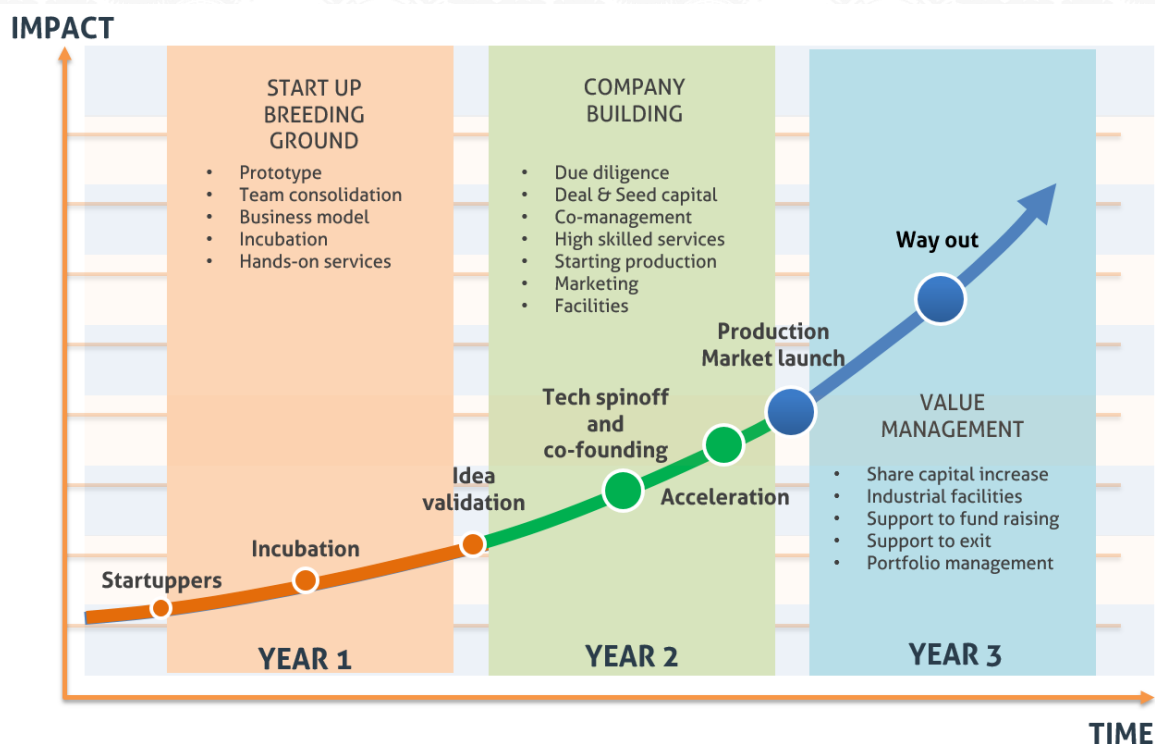 IMPACT
START UP
BREEDING
GROUND
• Prototype
• Team consolidation
• Business model
• Incubation
• Hands-on services
COMPANY
BUILDING
• Due diligence
• Deal & Seed capital
• Co-management
• High skilled services
• Starting production
• Marketing
• Facilities
Way out
Production
Market launch
VALUE
MANAGEMENT
• Share capital increase
• Industrial facilities
• Support to fund raising
• Support to exit
• Portfolio management
Tech spinoff
and
co-founding
Acceleration
Idea
validation
Incubation
Startuppers
YEAR 1
YEAR 2
YEAR 3
TIME